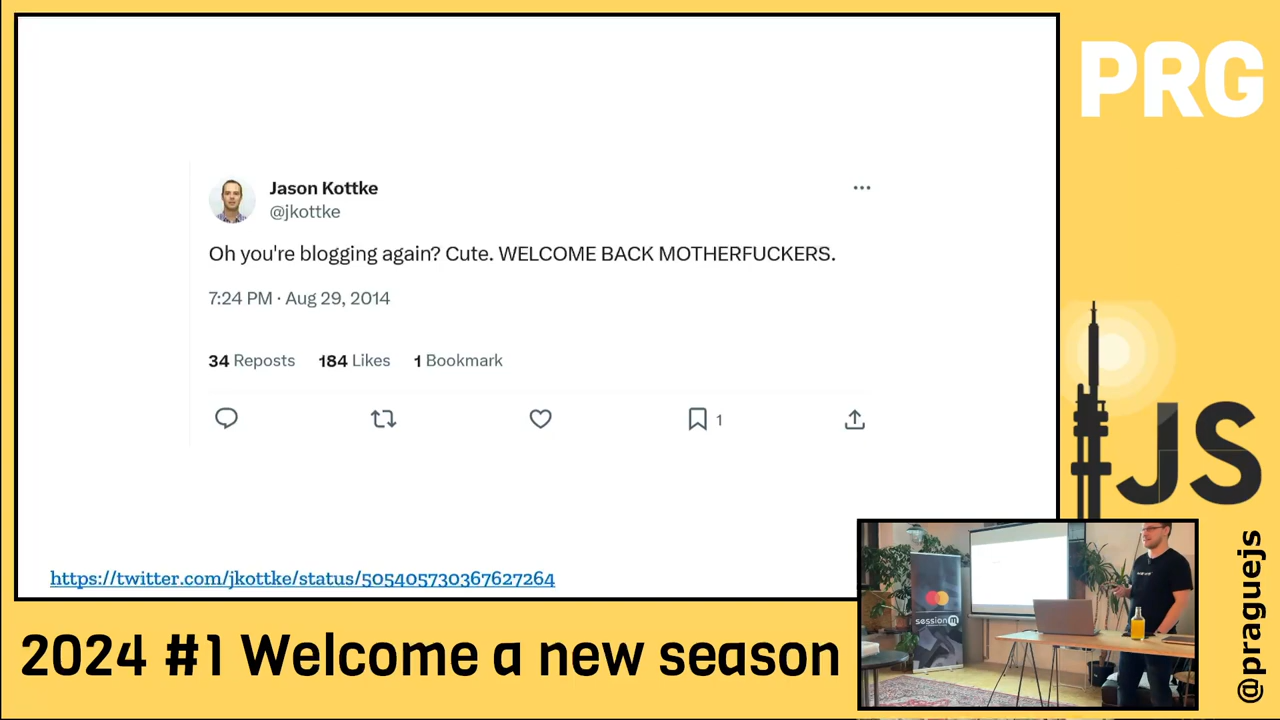 PRG
Jason Kottke
@jkottke
Oh you're blogging again? Cute. WELCOME BACK MOTHERFUCKERS.
7:24 PM · Aug 29, 2014
34 Reposts 184 Likes 1 Bookmark
1
JS
https://twitter.com/jkottke/status/505405730367627264
session m
2024 #1 Welcome a new season
@praguejs